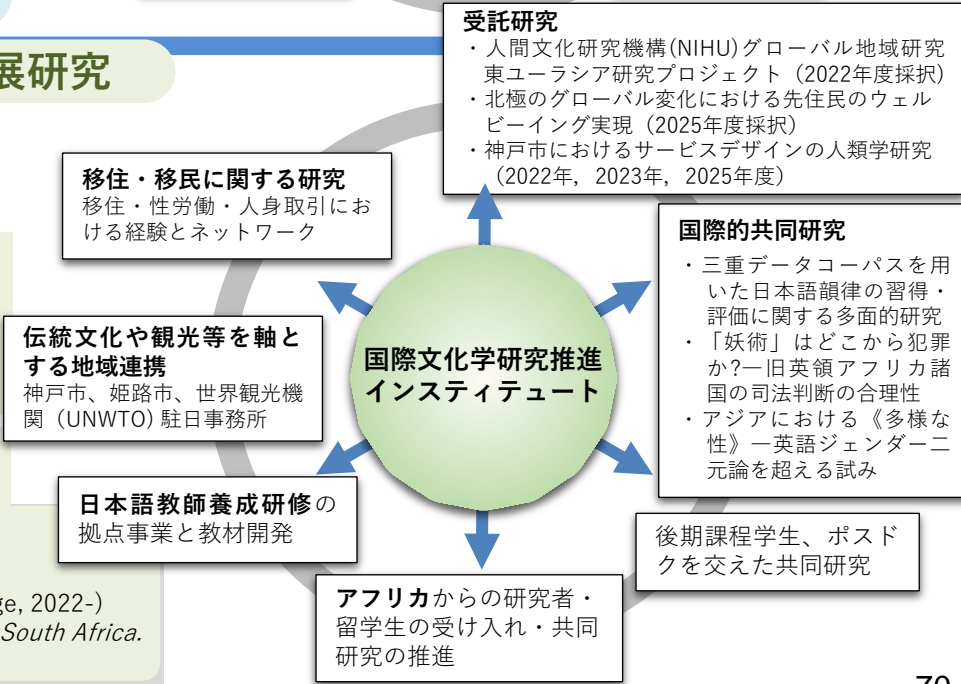 受託研究
・人間文化研究機構(NIHU)グローバル地域研究
東ユーラシア研究プロジェクト（2022年度採択)
・北極のグローバル変化における先住民のウェル
ビーイング実現（2025年度採択）
・神戸市におけるサービスデザインの人類学研究
（2022年，2023年，2025年度）
展研究
移住・移民に関する研究
移住・性労働・人身取引にお
ける経験とネットワーク
国際的共同研究
・三重データコーパスを用
いた日本語韻律の習得・
評価に関する多面的研究
・「妖術」はどこから犯罪
か?―旧英領アフリカ諸
国の司法判断の合理性
・アジアにおける《多様な
性》―英語ジェンダー二
元論を超える試み
伝統文化や観光等を軸と
する地域連携
神戸市、姫路市、世界観光機
関（UNWTO) 駐日事務所
国際文化学研究推進
インスティテュート
日本語教師養成研修の
拠点事業と教材開発
後期課程学生、ポスド
クを交えた共同研究
アフリカからの研究者・
留学生の受け入れ・共同
研究の推進
ge, 2022-)
South Africa.